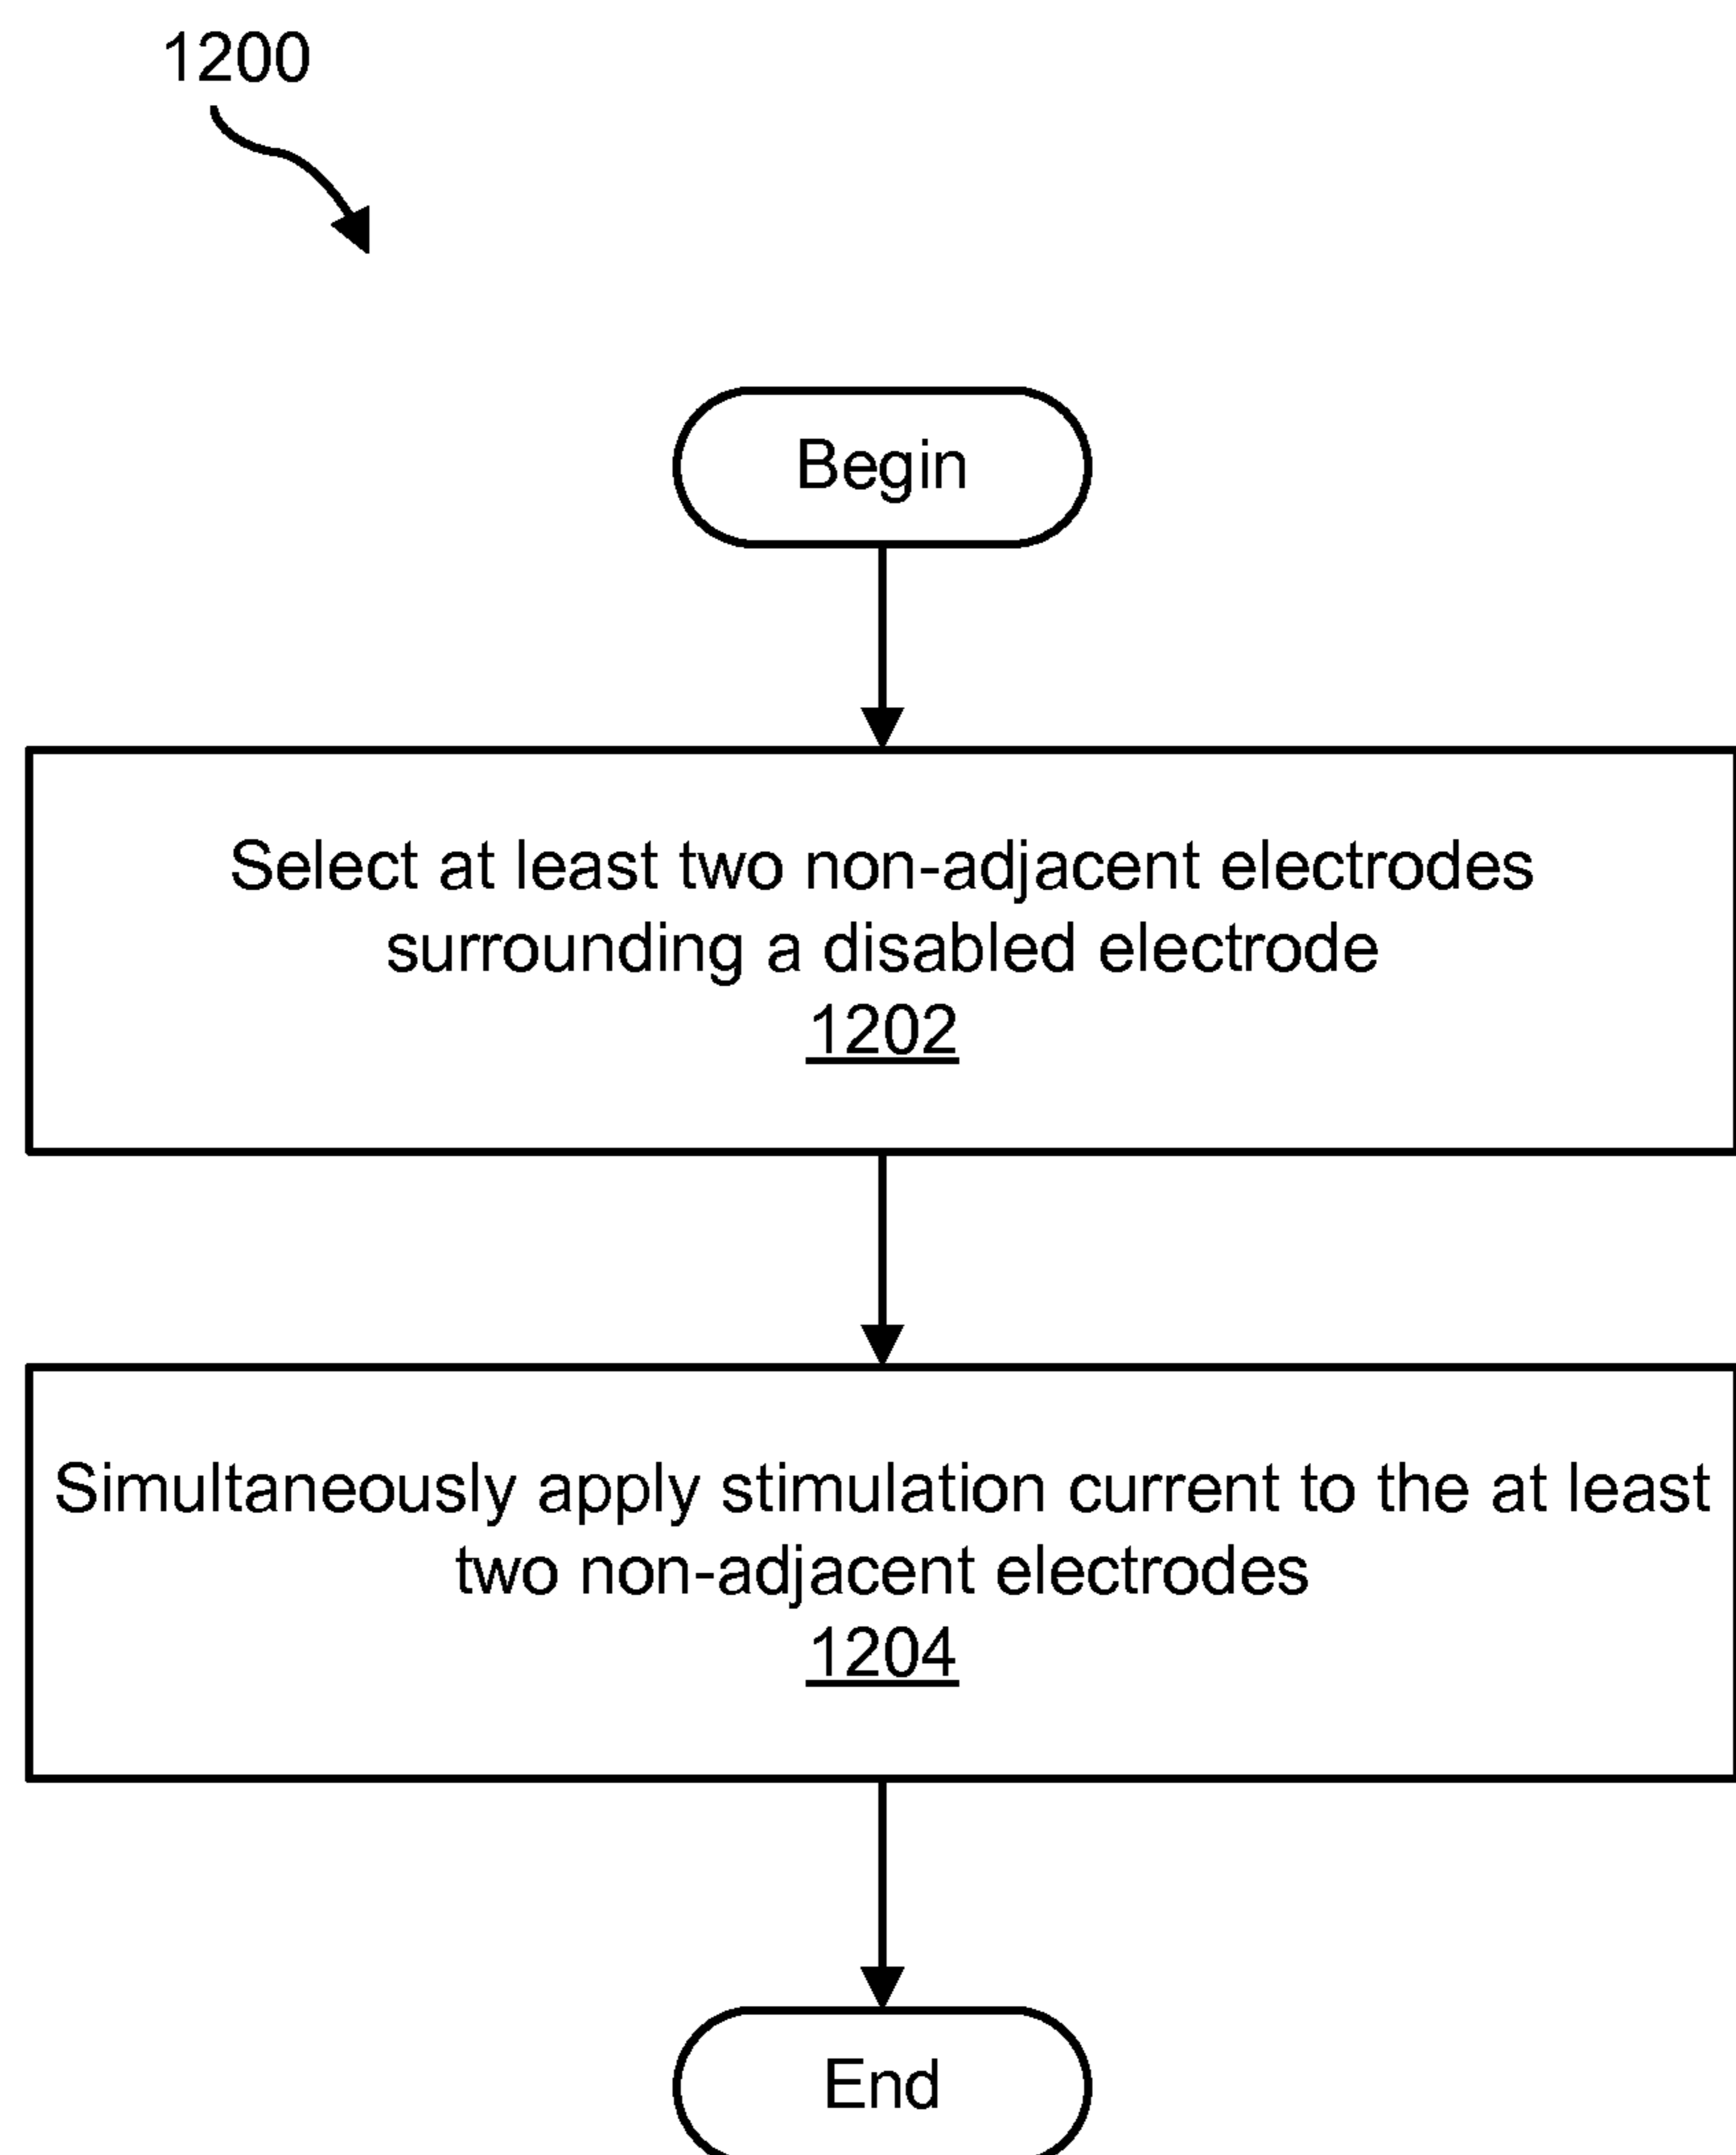 1200
Begin
Select at least two non-adjacent electrodes
surrounding a disabled electrode
1202
Simultaneously apply stimulation current to the at least
two non-adjacent electrodes
1204
End